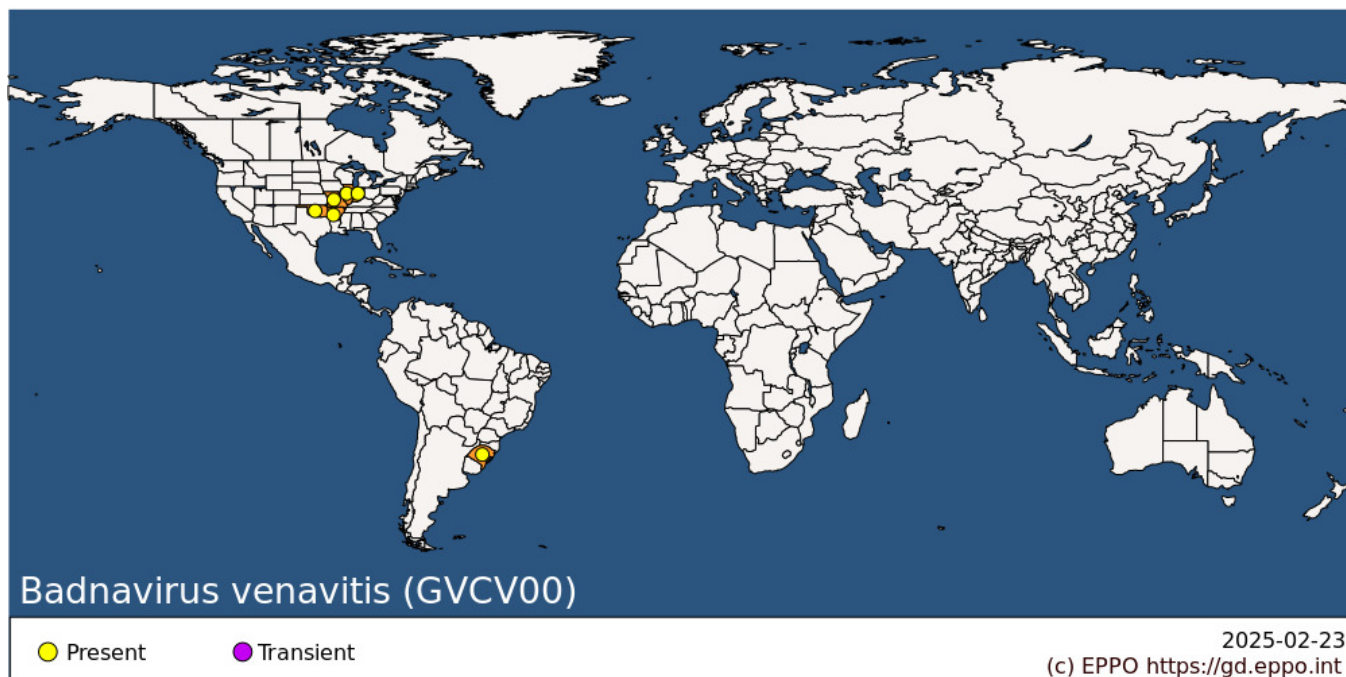 Badnavirus venavitis (GVCV00)
Present
Transient
2025-02-23
(c) EPPO https://gd.eppo.int